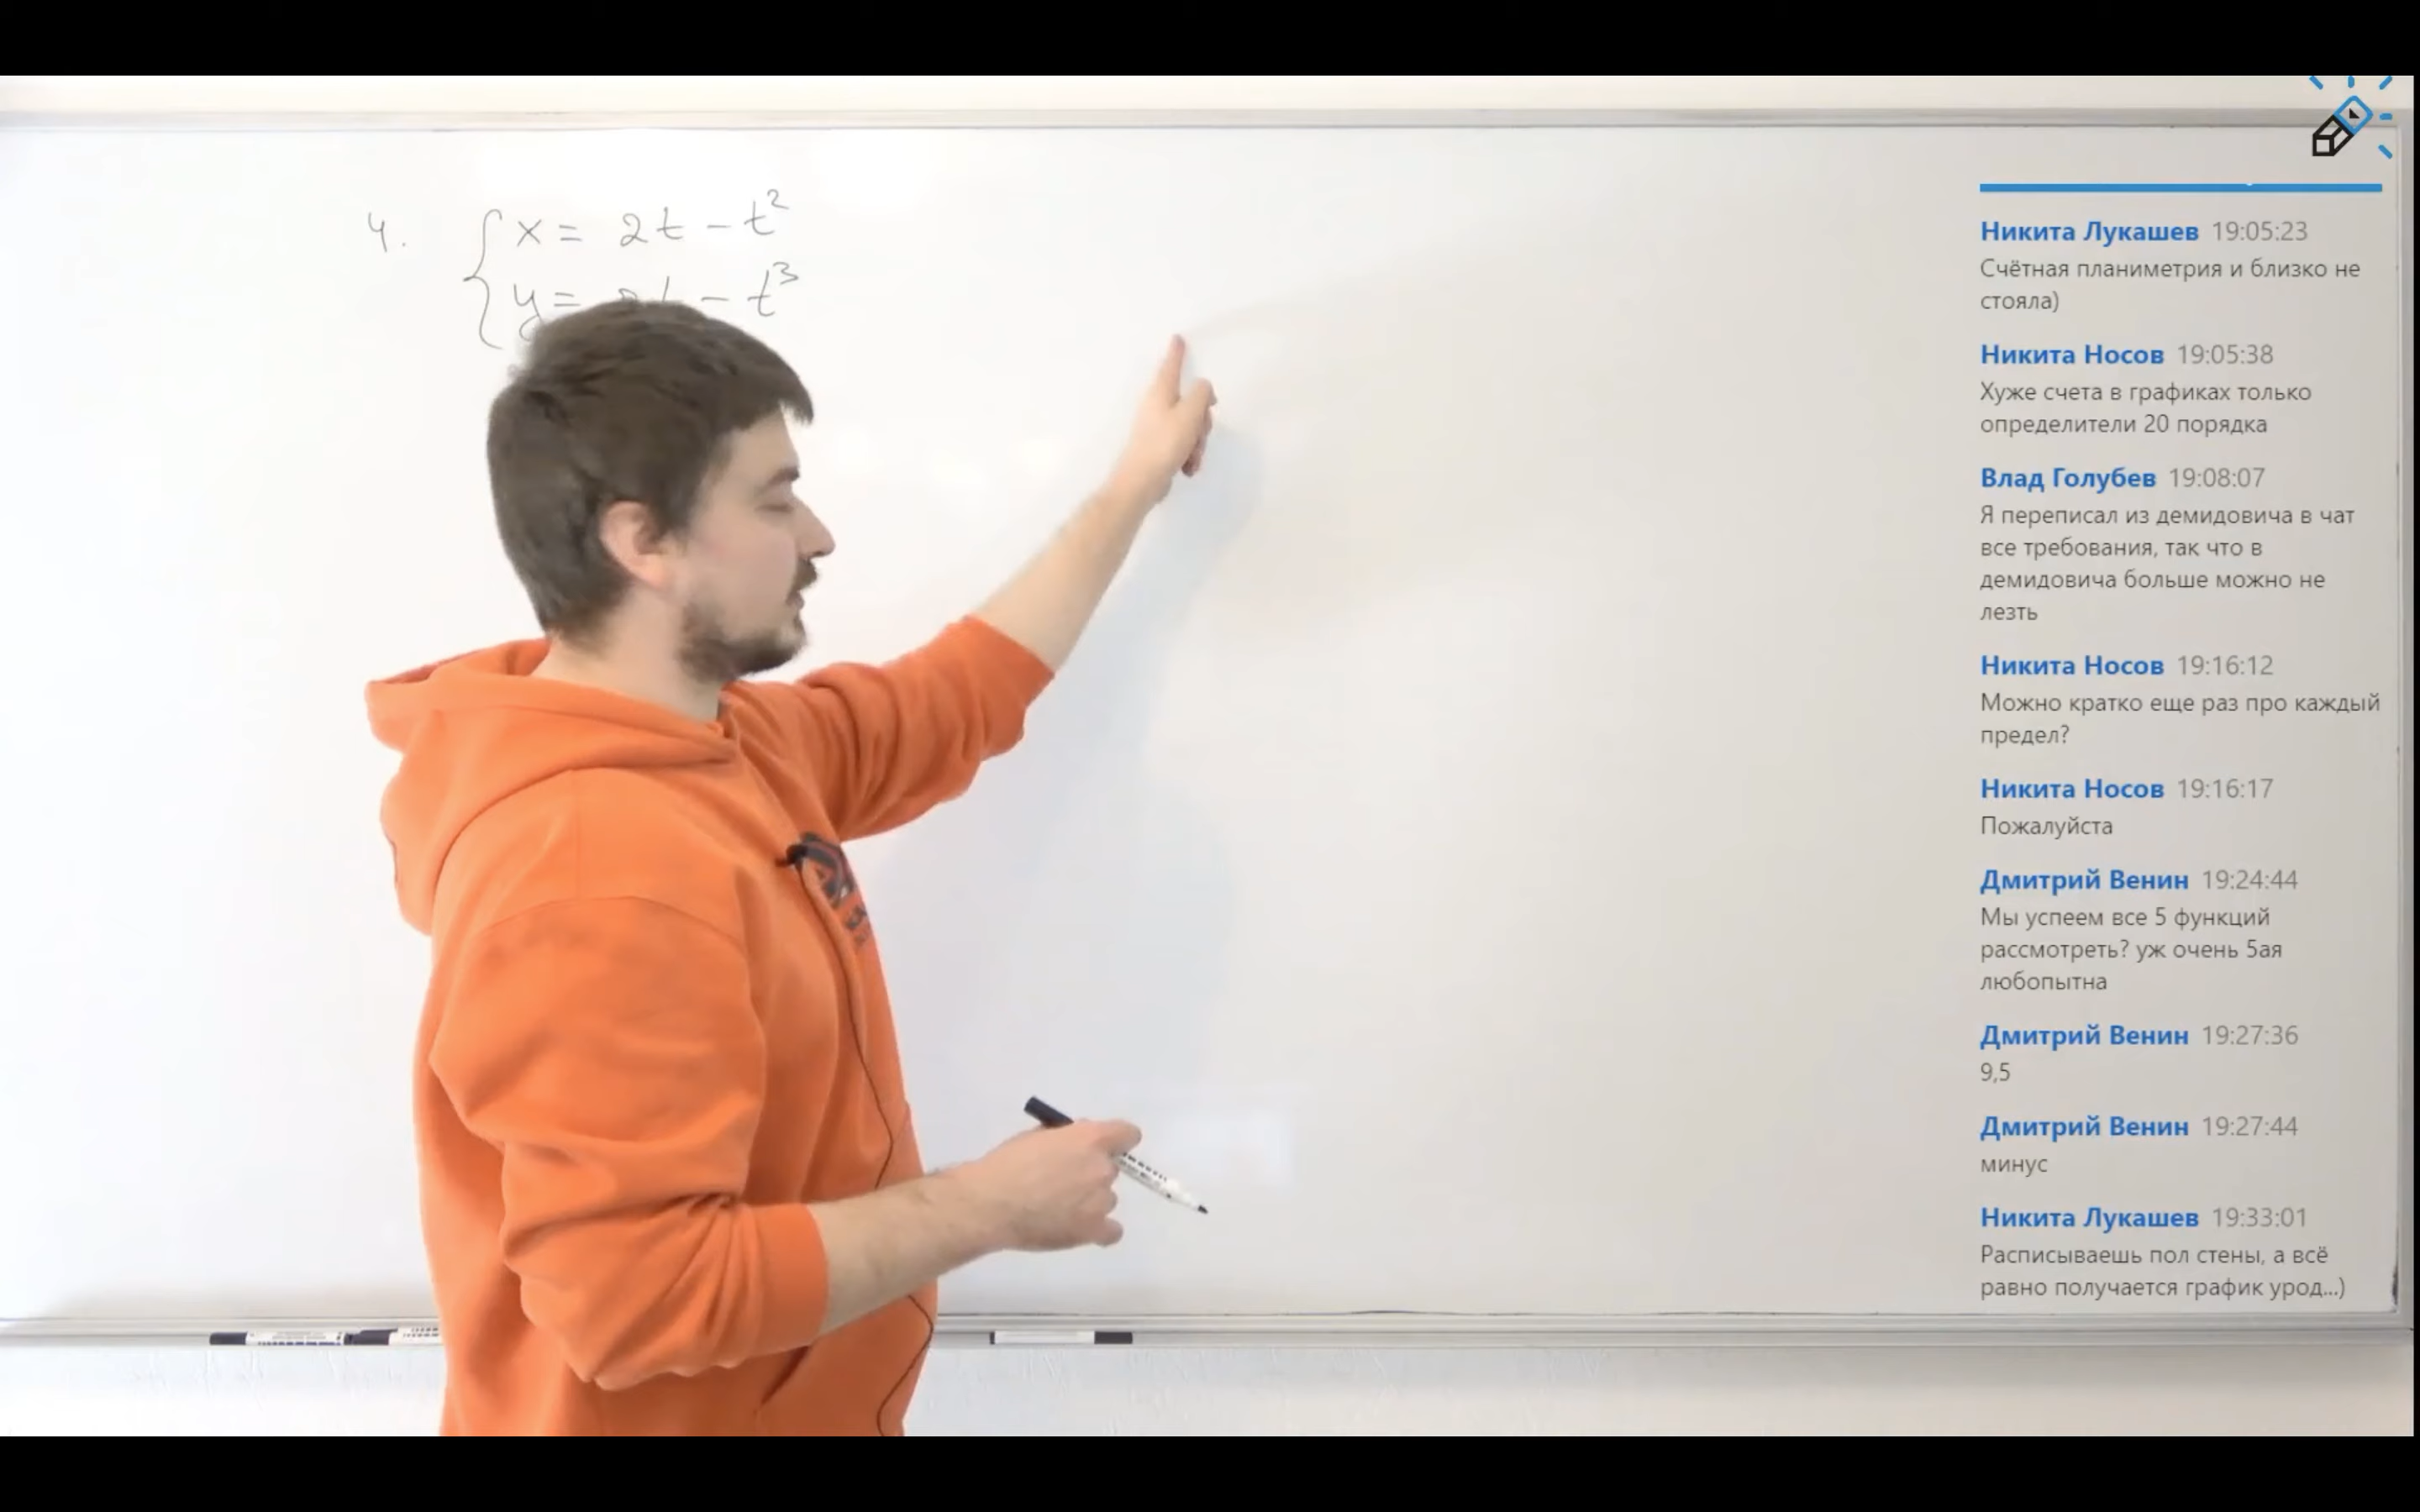 4. { x = 2t - t²
y = - t³
Никита Лукашев 19:05:23
Счётная планиметрия и близко не
стояла)
Никита Носов 19:05:38
Хуже счета в графиках только
определители 20 порядка
Влад Голубев 19:08:07
Я переписал из демидовича в чат
все требования, так что в
демидовича больше можно не
лезть
Никита Носов 19:16:12
Можно кратко еще раз про каждый
предел?
Никита Носов 19:16:17
Пожалуйста
Дмитрий Венин 19:24:44
Мы успеем все 5 функций
рассмотреть? уж очень 5ая
любопытна
Дмитрий Венин 19:27:36
9,5
Дмитрий Венин 19:27:44
минус
Никита Лукашев 19:33:01
Расписываешь пол стены, а всё
равно получается график урод...)